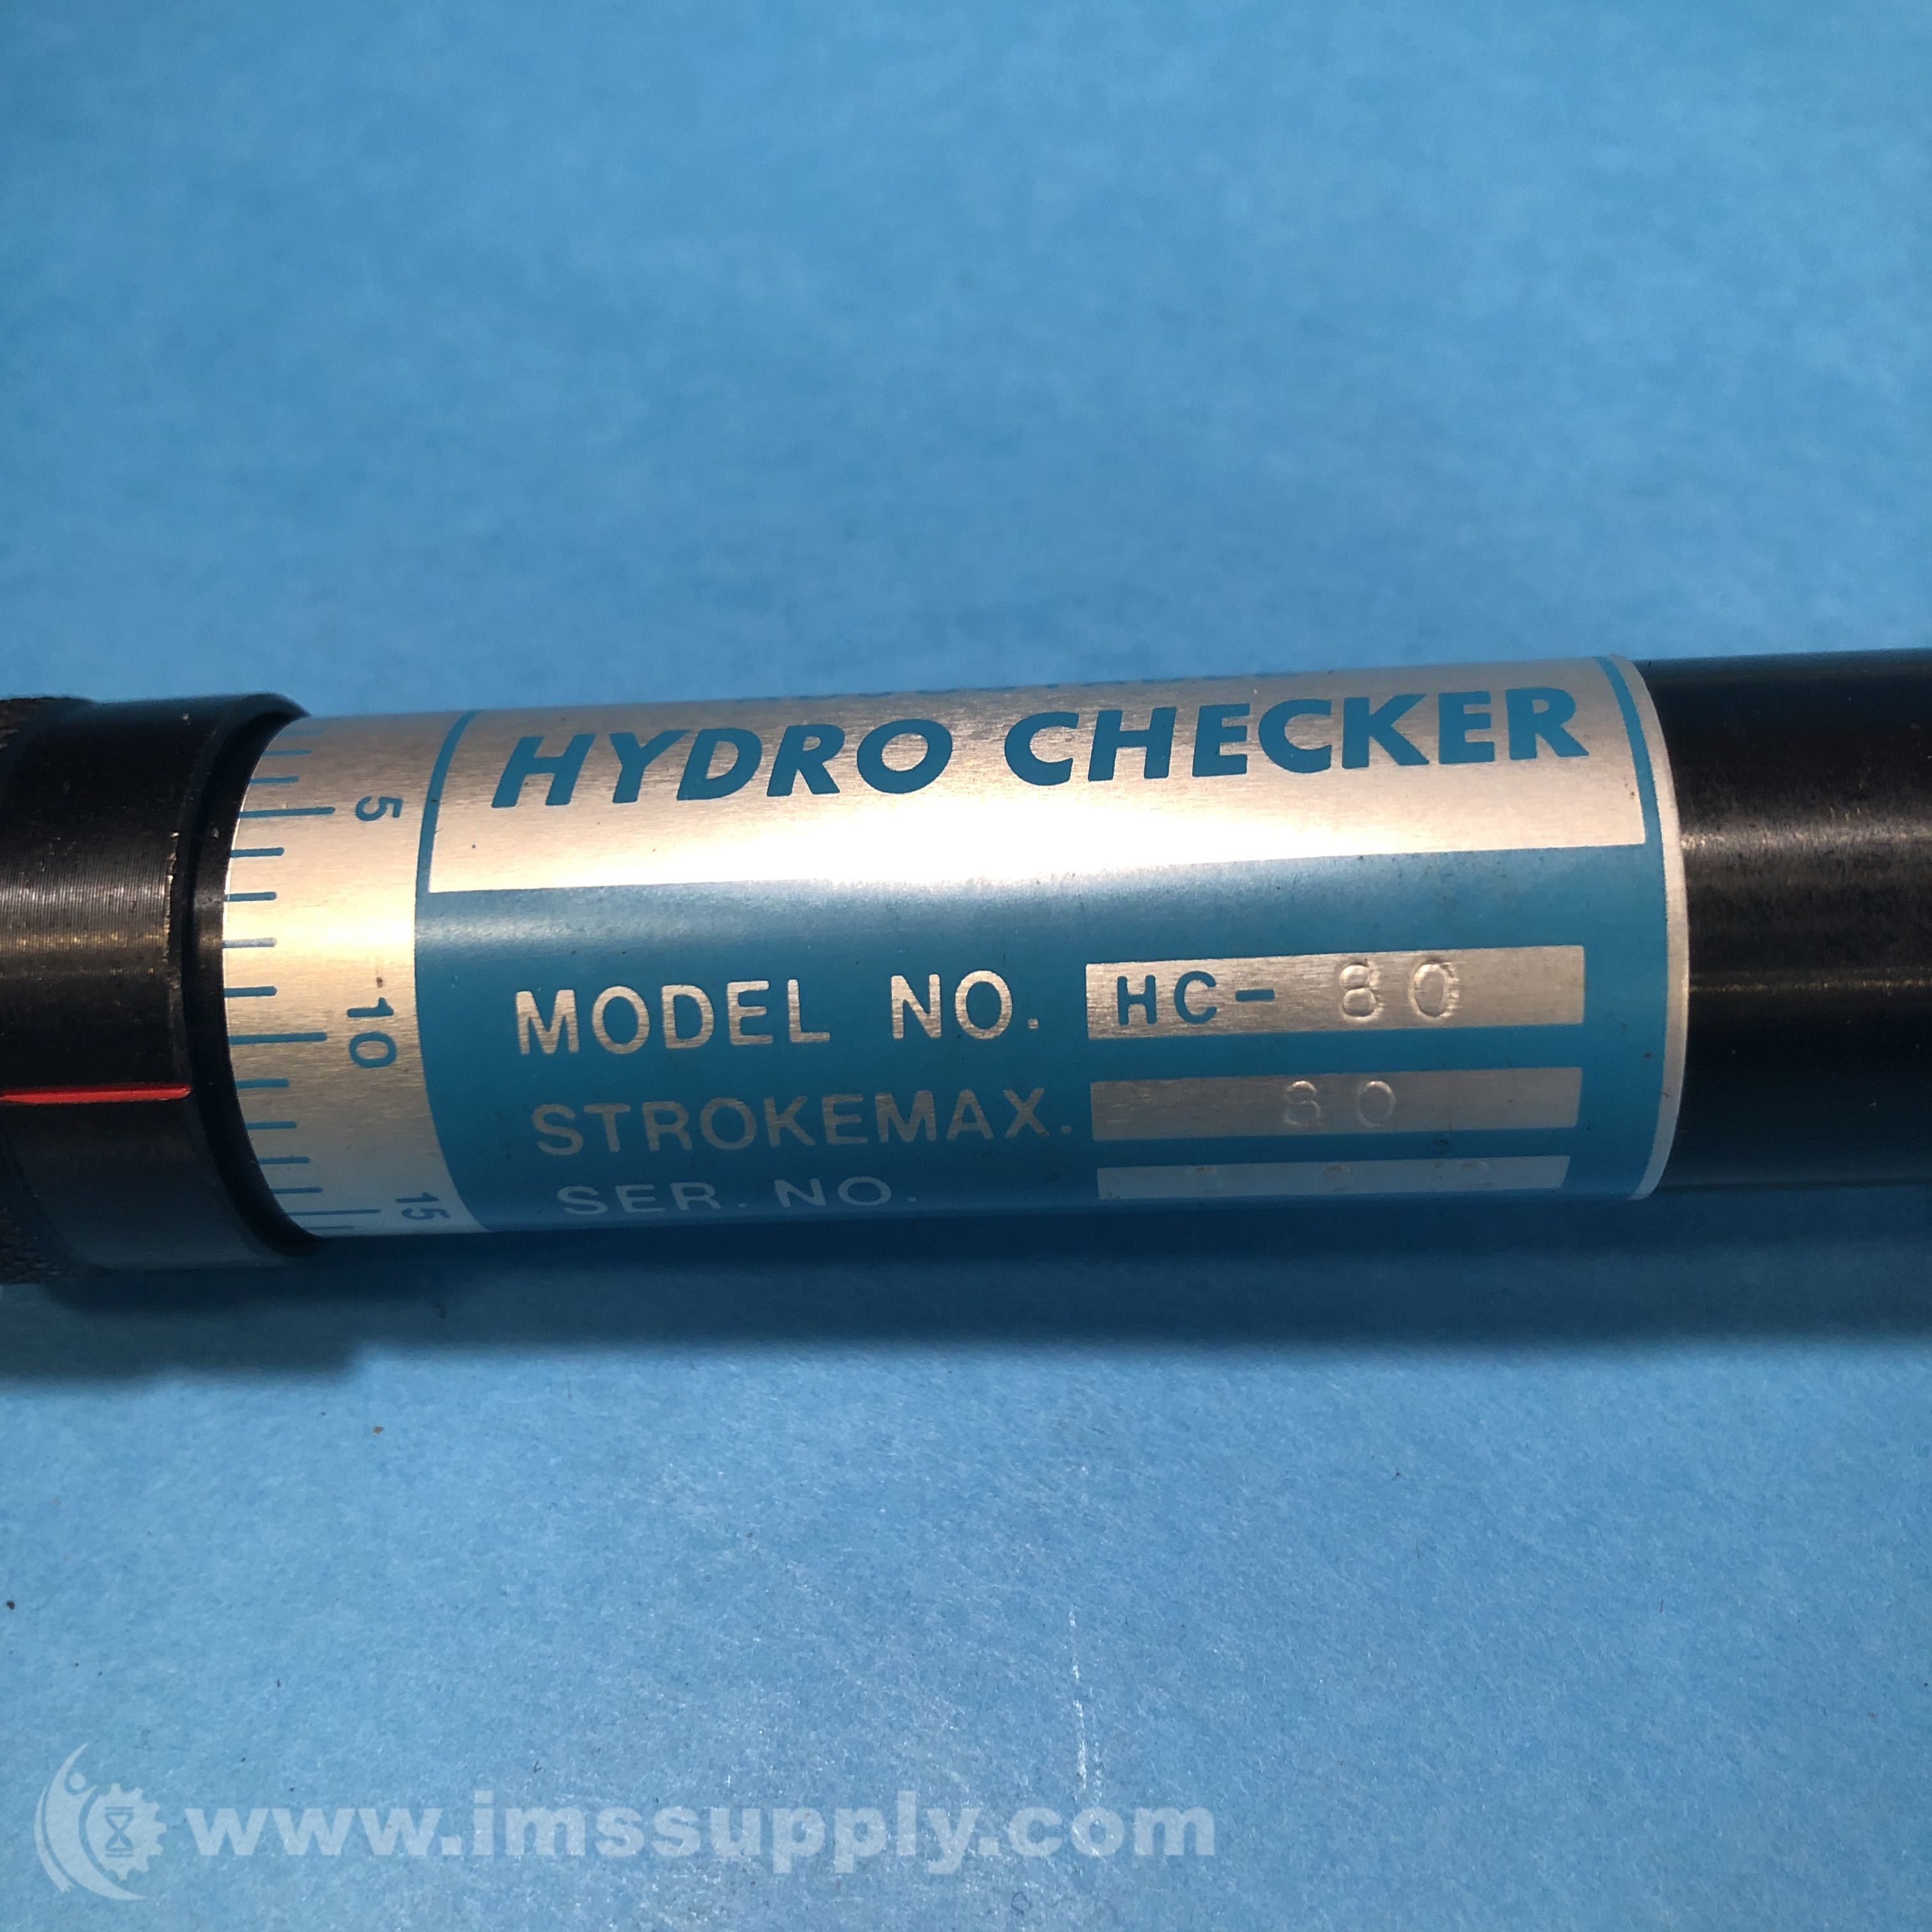 HYDRO CHECKER
5
10
15
MODEL NO. HC- 80
STROKEMAX. 80
SER. NO.
www.imssupply.com